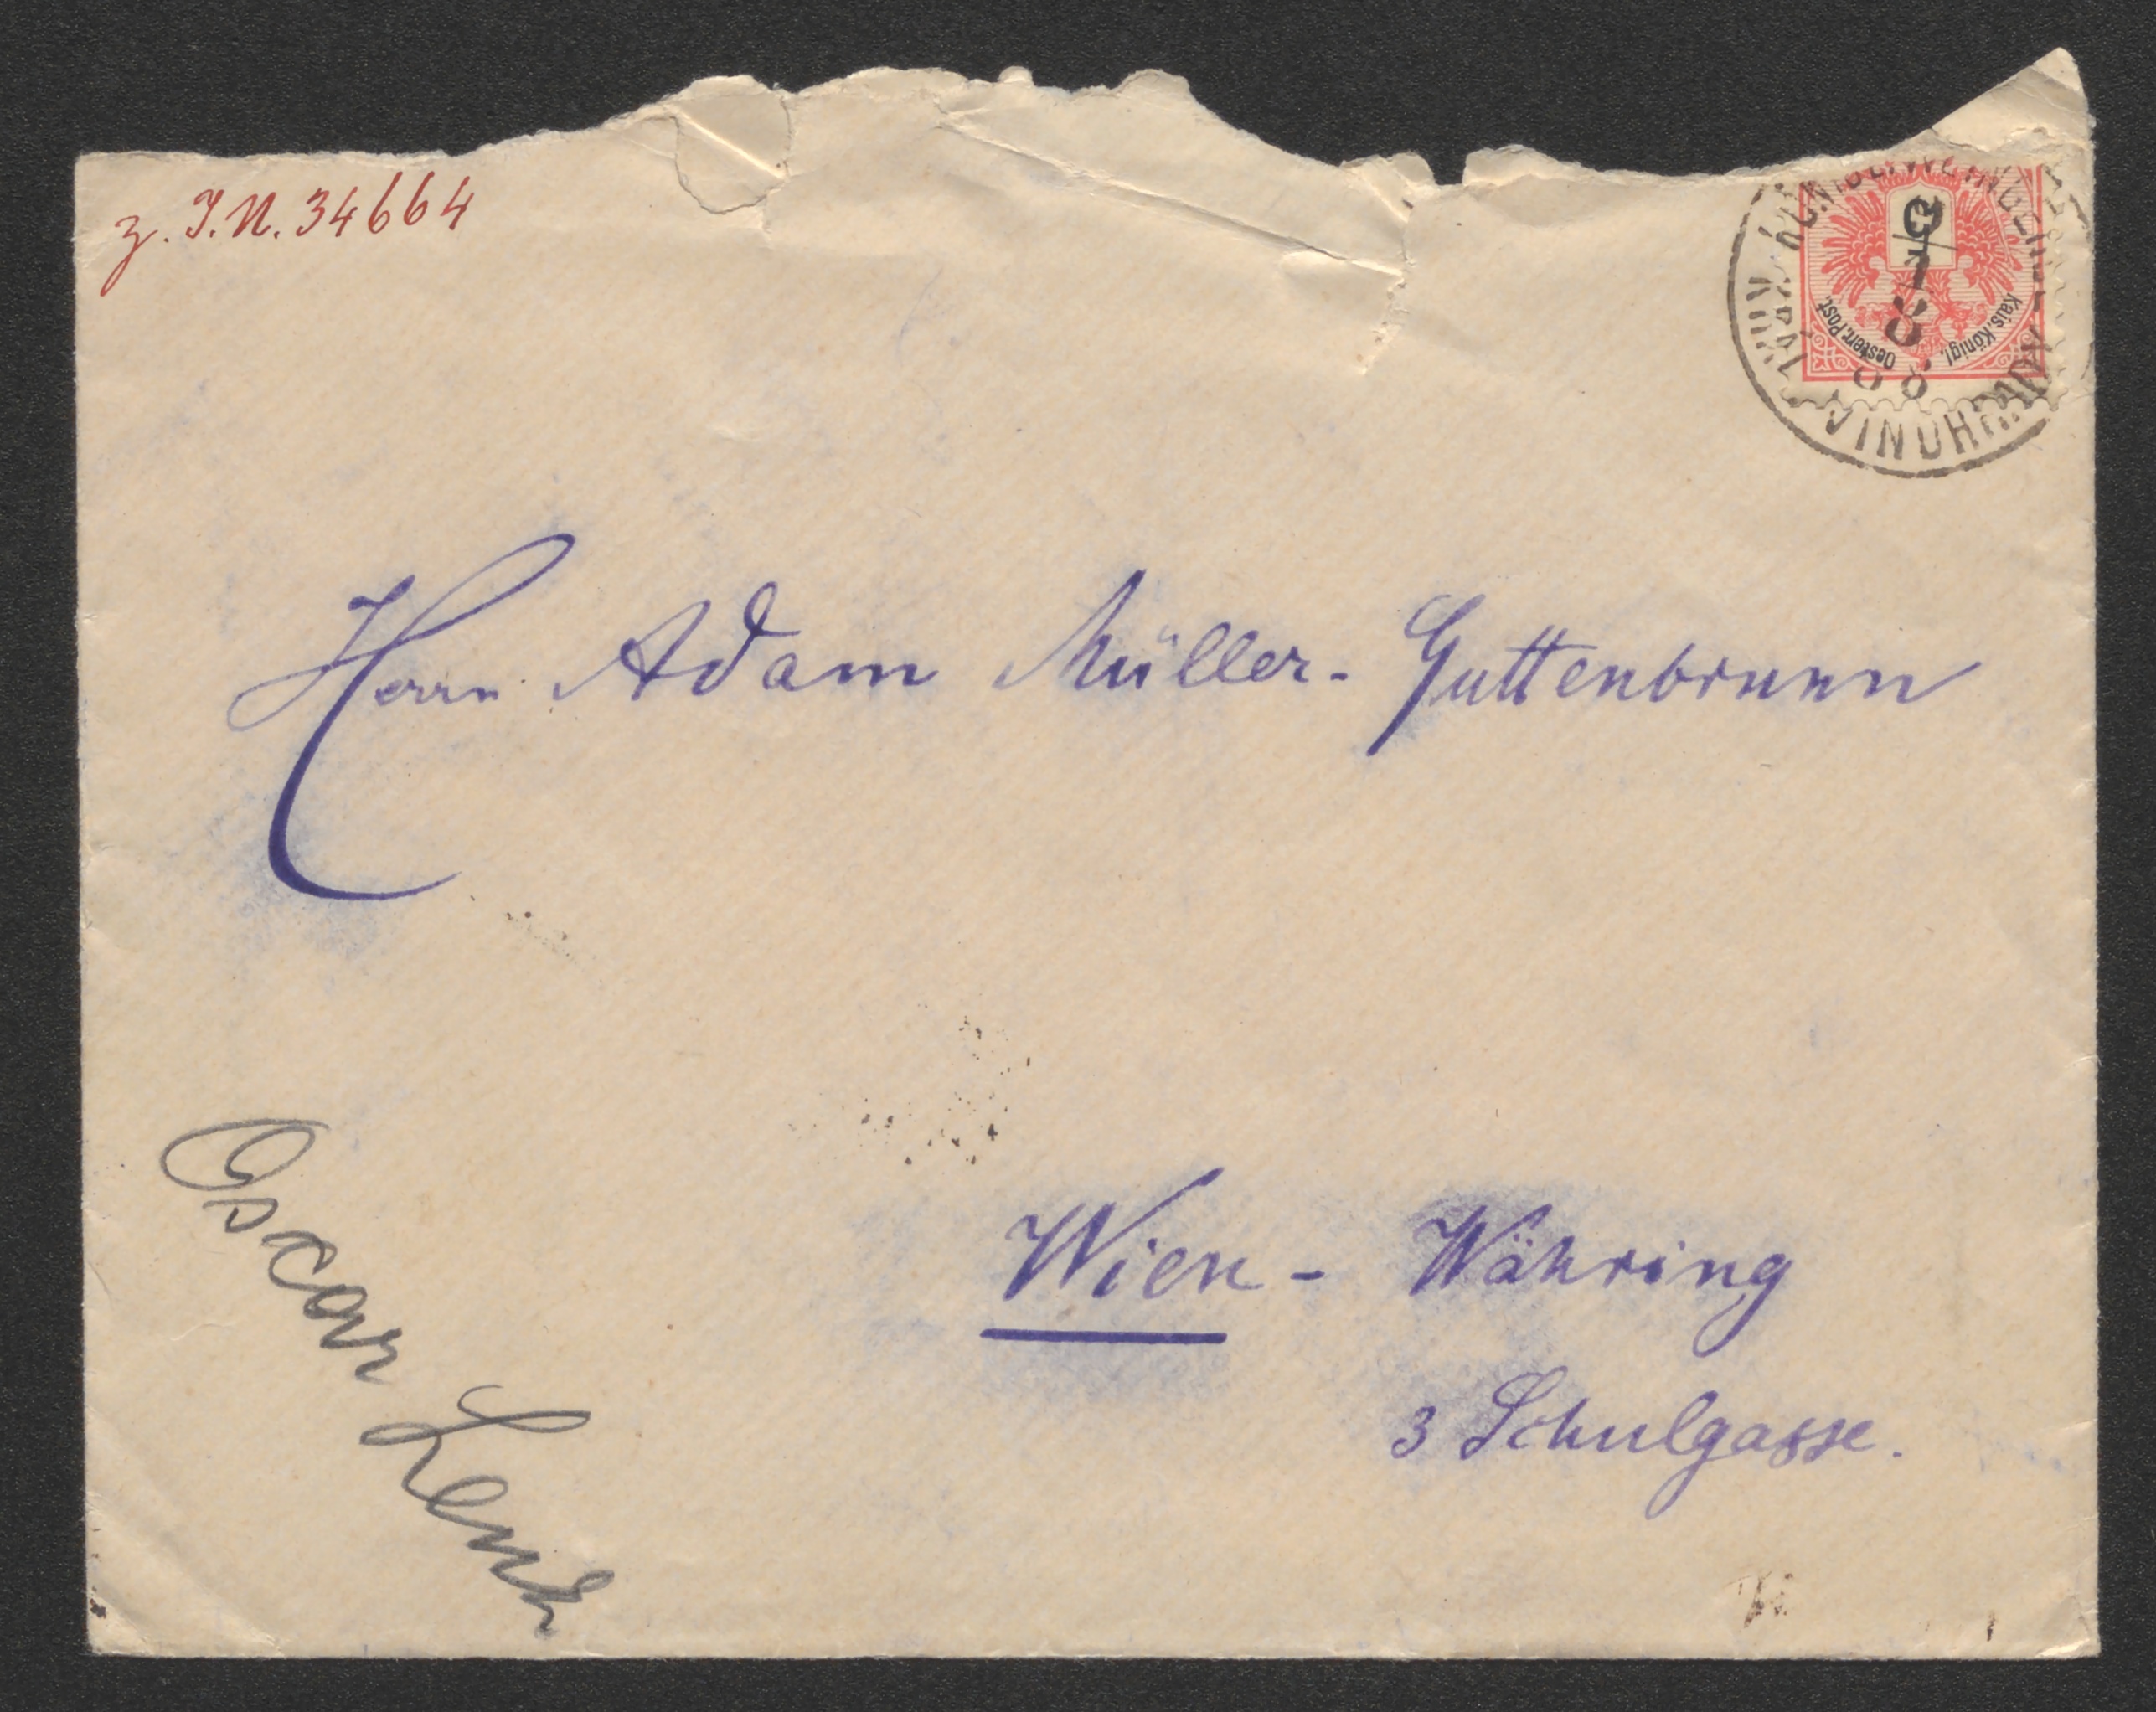 z. I.N. 34664
Kais. Königl. Oesterr. Post.
Herrn Adam Müller-Guttenbrunn
Wien - Währing
3 Schulgasse.
Oscar Lenz